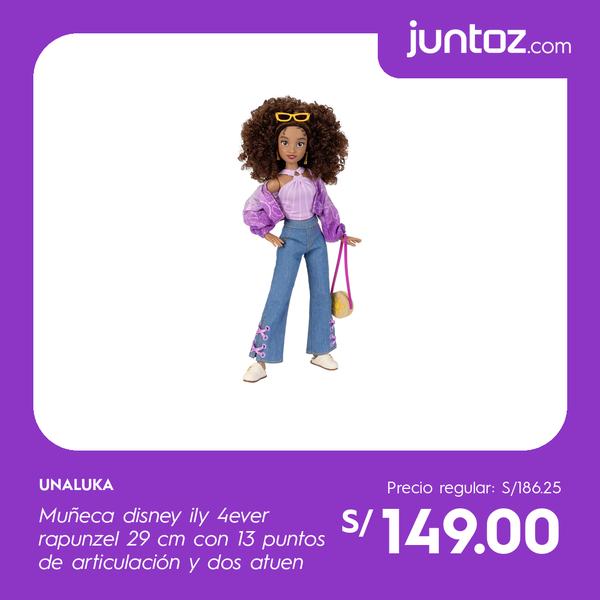 juntoz.com
UNALUKA
Muñeca disney ily 4ever
rapunzel 29 cm con 13 puntos
de articulación y dos atuen
Precio regular: S/186.25
S/149.00